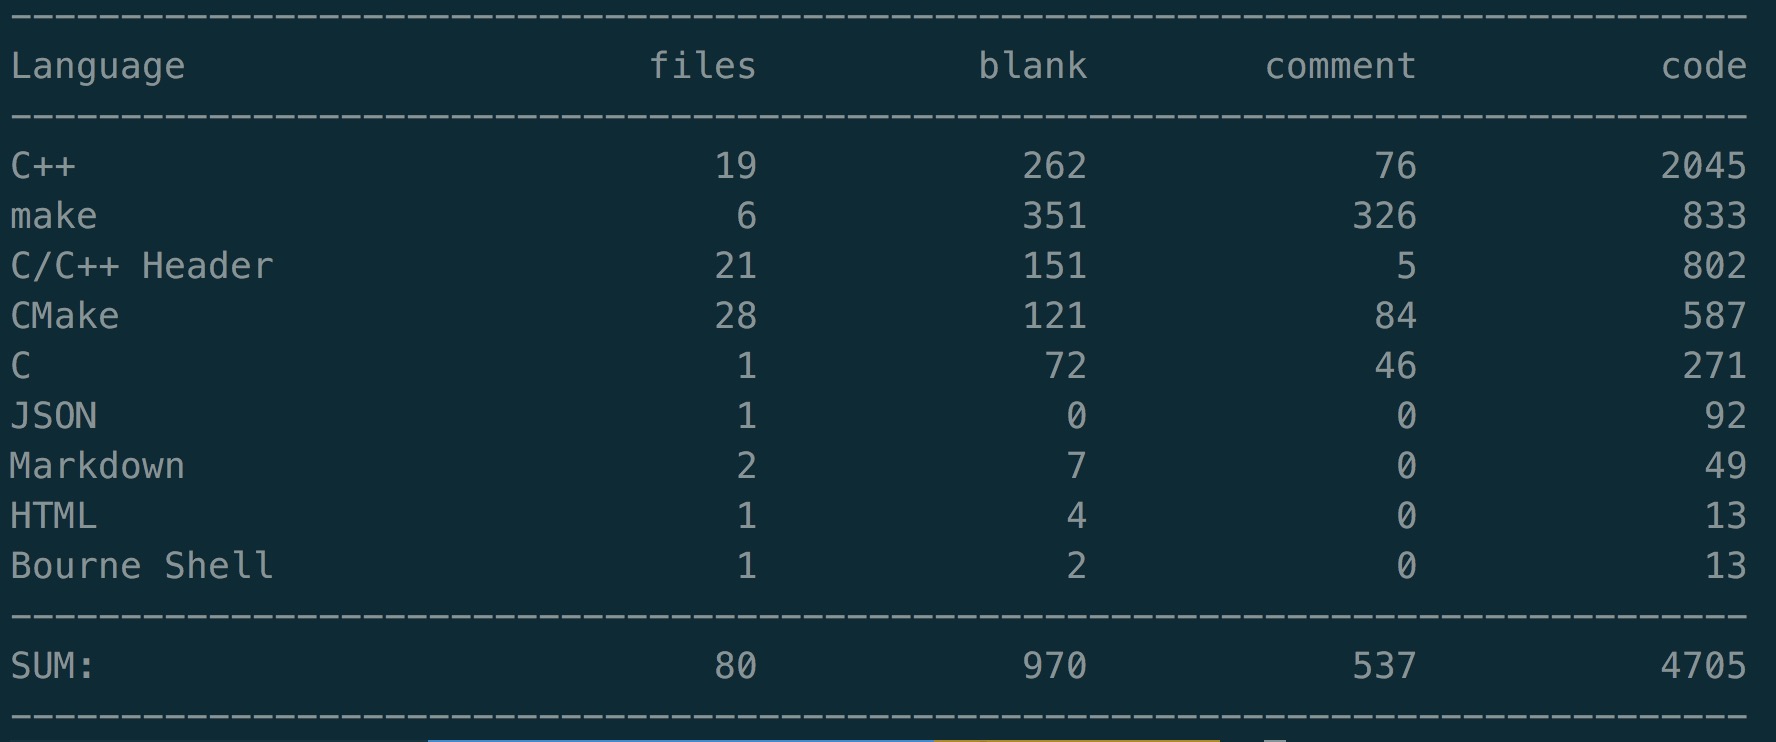 -------------------------------------------------------------------------------
Language                     files          blank        comment           code
-------------------------------------------------------------------------------
C++                             19            262             76           2045
make                             6            351            326            833
C/C++ Header                    21            151              5            802
CMake                           28            121             84            587
C                                1             72             46            271
JSON                             1              0              0             92
Markdown                         2              7              0             49
HTML                             1              4              0             13
Bourne Shell                     1              2              0             13
-------------------------------------------------------------------------------
SUM:                            80            970            537           4705
-------------------------------------------------------------------------------